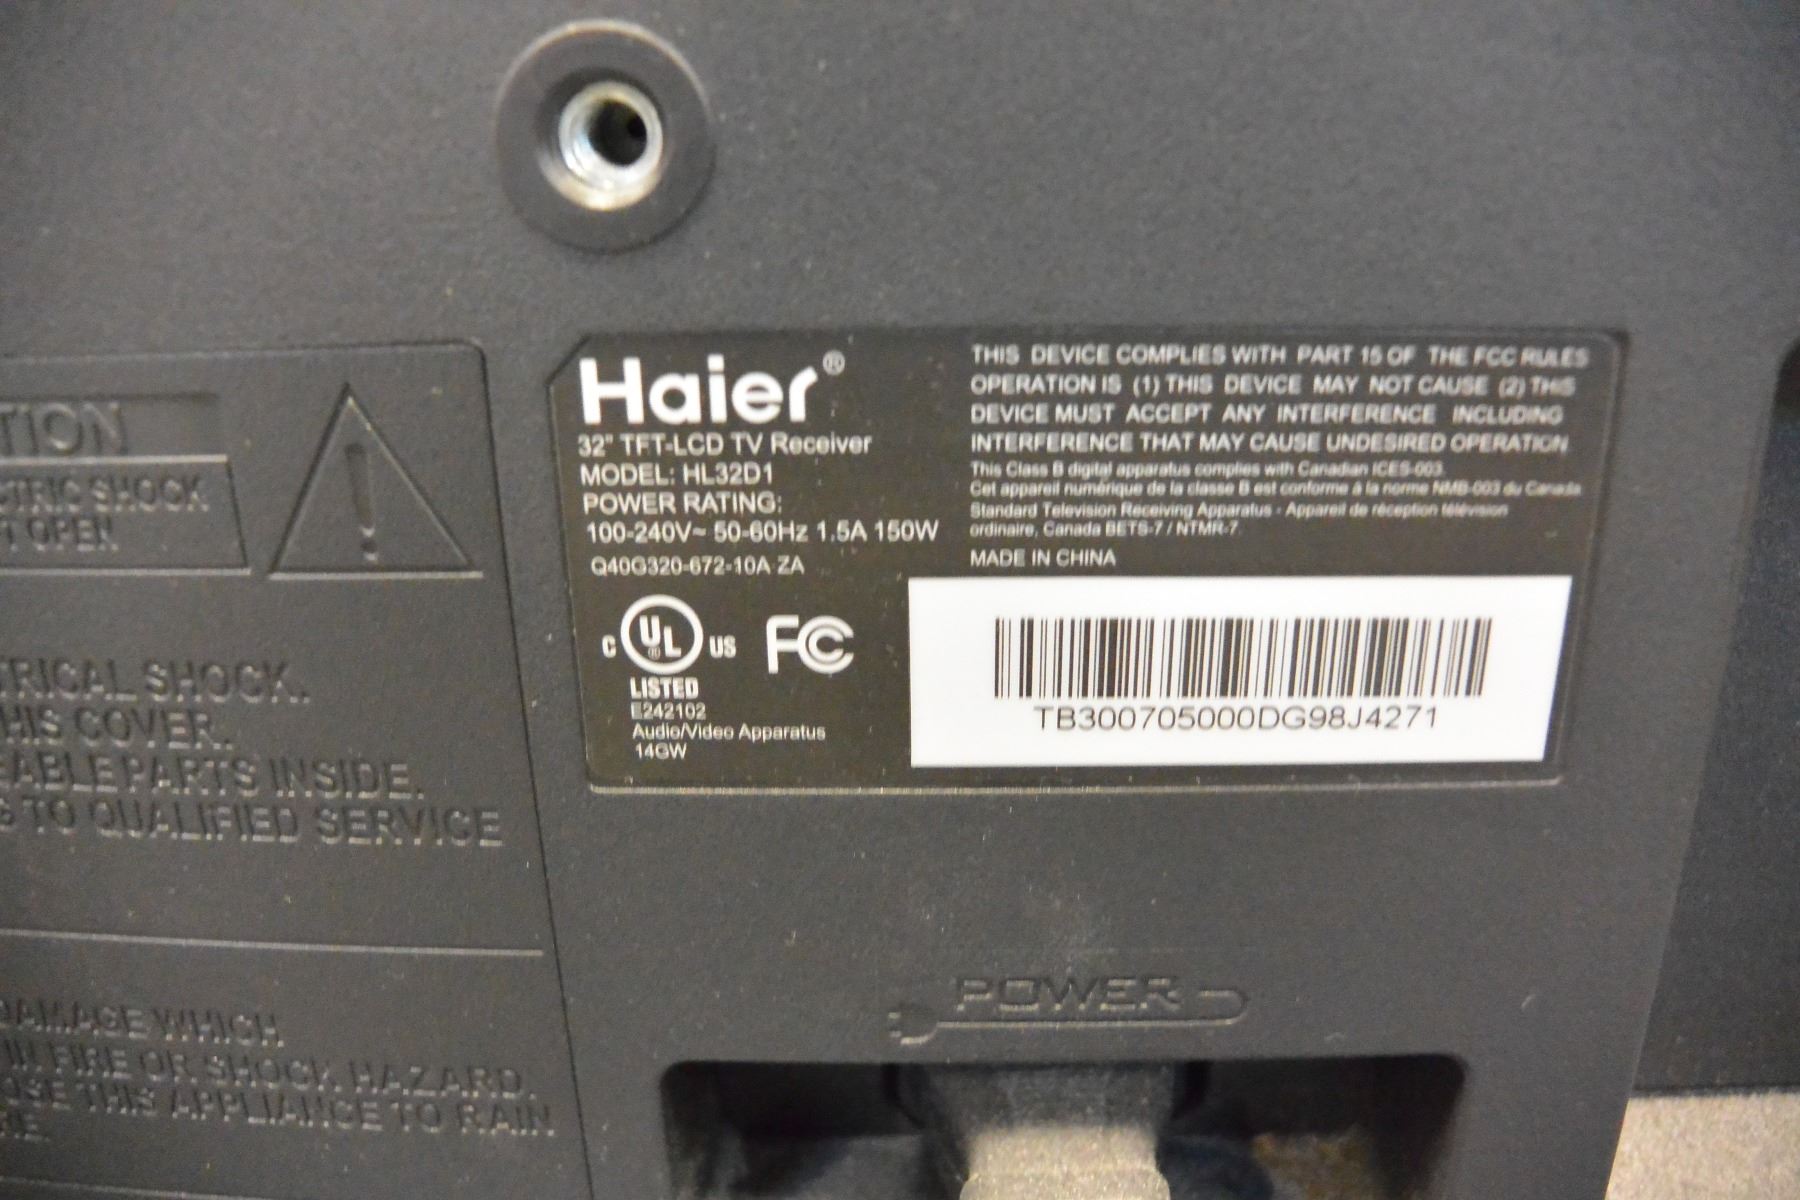 Haier®
32" TFT-LCD TV Receiver
MODEL: HL32D1
POWER RATING:
100-240V~ 50-60Hz 1.5A 150W
Q40G320-672-10A ZA
C UL ® US FC
LISTED
E242102
Audio/Video Apparatus
14GW
THIS DEVICE COMPLIES WITH PART 15 OF THE FCC RULES
OPERATION IS (1) THIS DEVICE MAY NOT CAUSE (2) THIS
DEVICE MUST ACCEPT ANY INTERFERENCE INCLUDING
INTERFERENCE THAT MAY CAUSE UNDESIRED OPERATION.
This Class B digital apparatus complies with Canadian ICES-003.
Cet appareil numérique de la classe B est conforme à la norme NMB-003 du Canada
Standard Television Receiving Apparatus - Appareil de réception télévision
ordinaire, Canada BETS-7 / NTMR-7.
MADE IN CHINA
TB300705000DG98J4271
TION
CTRIC SHOCK
T OPEN
!
TRICAL SHOCK.
HIS COVER.
EABLE PARTS INSIDE.
G TO QUALIFIED SERVICE
DAMAGE WHICH
IN FIRE OR SHOCK HAZARD.
OSE THIS APPLIANCE TO RAIN
RE.
POWER